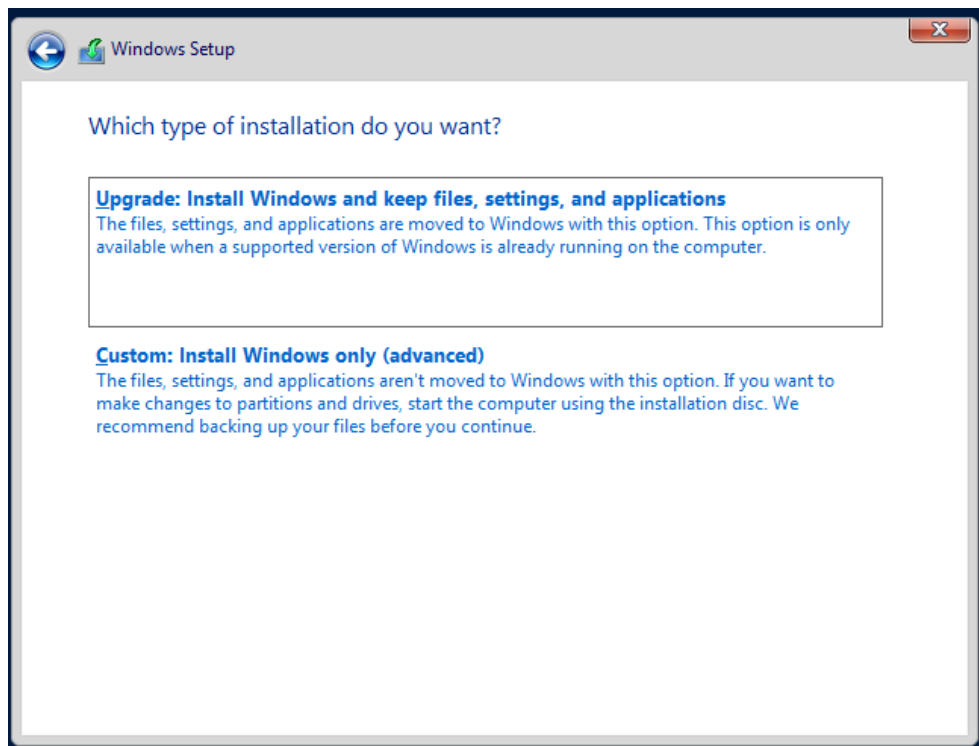 Windows Setup
Which type of installation do you want?
Upgrade: Install Windows and keep files, settings, and applications
The files, settings, and applications are moved to Windows with this option. This option is only
available when a supported version of Windows is already running on the computer.
Custom: Install Windows only (advanced)
The files, settings, and applications aren't moved to Windows with this option. If you want to
make changes to partitions and drives, start the computer using the installation disc. We
recommend backing up your files before you continue.